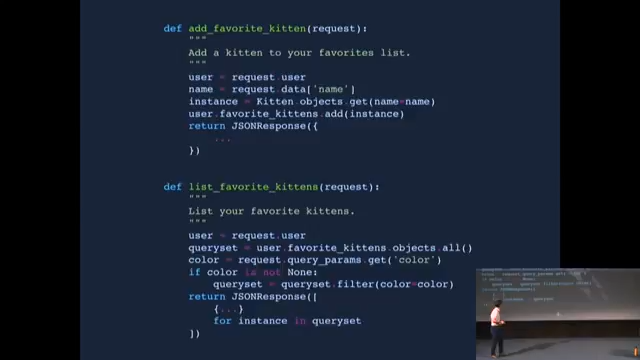 def add_favorite_kitten(request):
"""
Add a kitten to your favorites list.
"""
user = request.user
name = request.data['name']
instance = Kitten.objects.get(name=name)
user.favorite_kittens.add(instance)
return JSONResponse({
...
})
def list_favorite_kittens(request):
"""
List your favorite kittens.
"""
user = request.user
queryset = user.favorite_kittens.objects.all()
color = request.query_params.get('color')
if color is not None:
queryset = queryset.filter(color=color)
return JSONResponse([
{...}
for instance in queryset
])